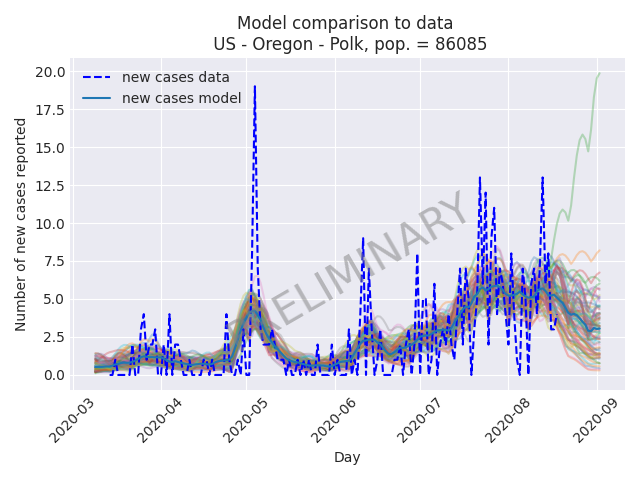 Model comparison to data
US - Oregon - Polk, pop. = 86085
new cases data
new cases model
Number of new cases reported
20.0
17.5
15.0
12.5
10.0
7.5
5.0
2.5
0.0
PRELIMINARY
2020-03
2020-04
2020-05
2020-06
2020-07
2020-08
2020-09
Day